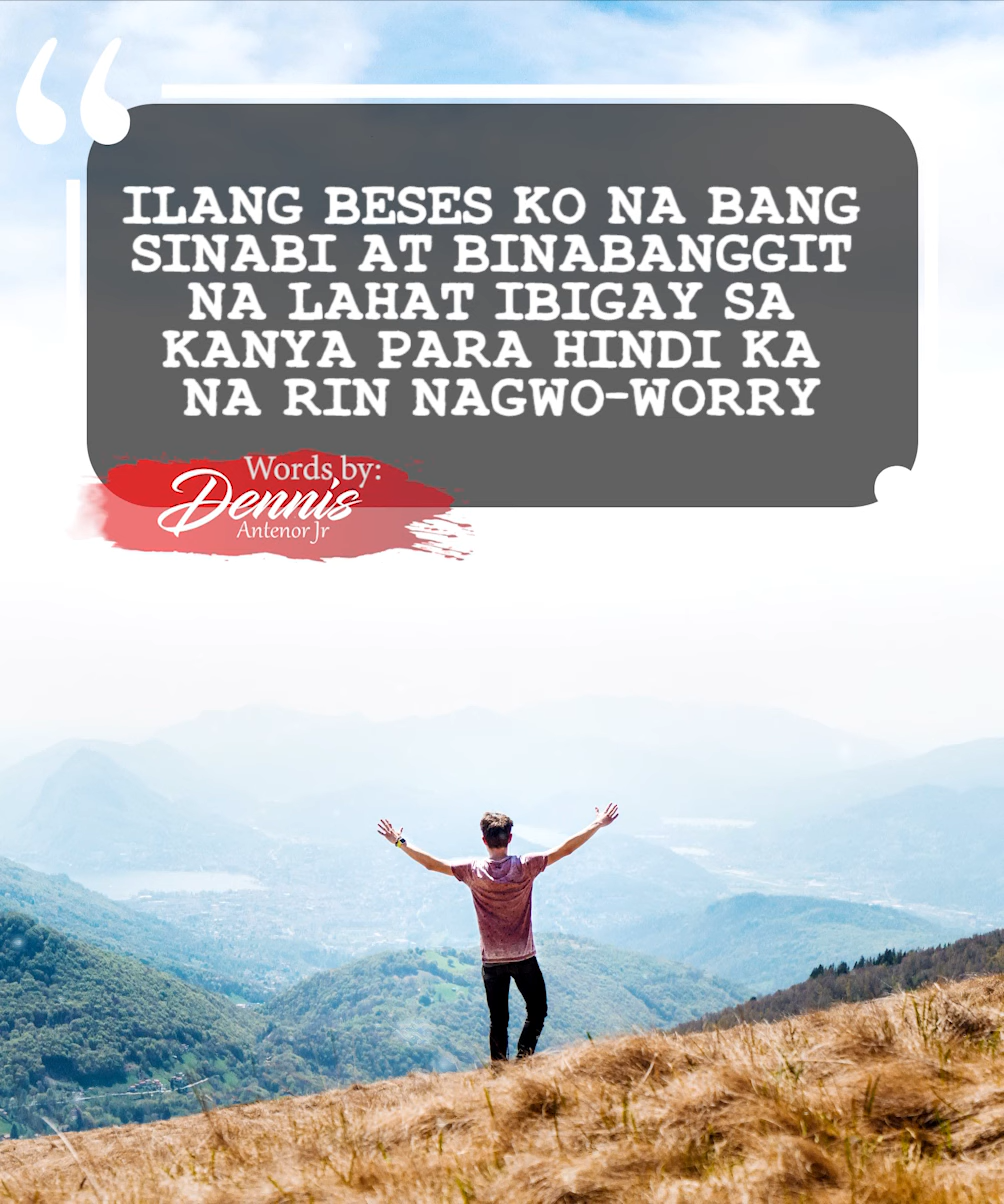 “
ILANG BESES KO NA BANG
SINABI AT BINABANGGIT
NA LAHAT IBIGAY SA
KANYA PARA HINDI KA
NA RIN NAGWO-WORRY
Words by:
Dennis
Antenor Jr